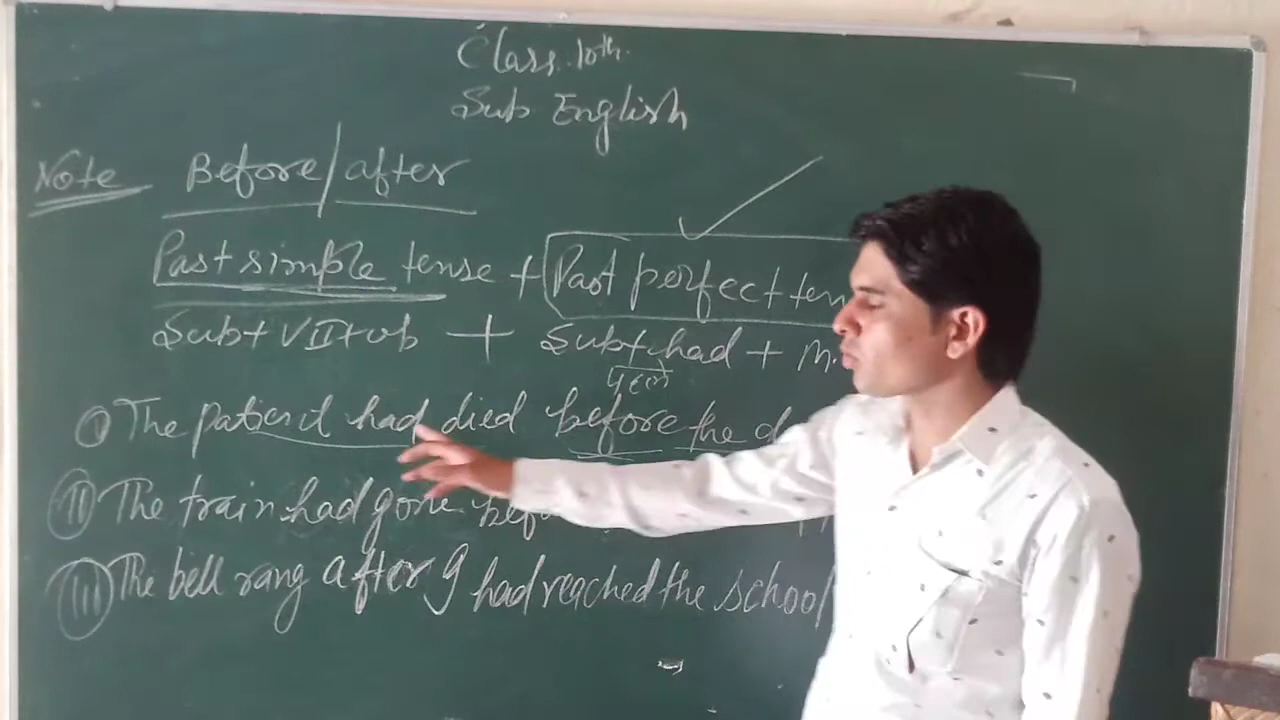 Class 10th.
Sub English
Note Before/after
Past simple tense + Past perfect ten
Sub + VII + ob + Sub + had + M.
(I) The patient had died before the d
(II) The train had gone befo
(III) The bell rang after I had reached the school